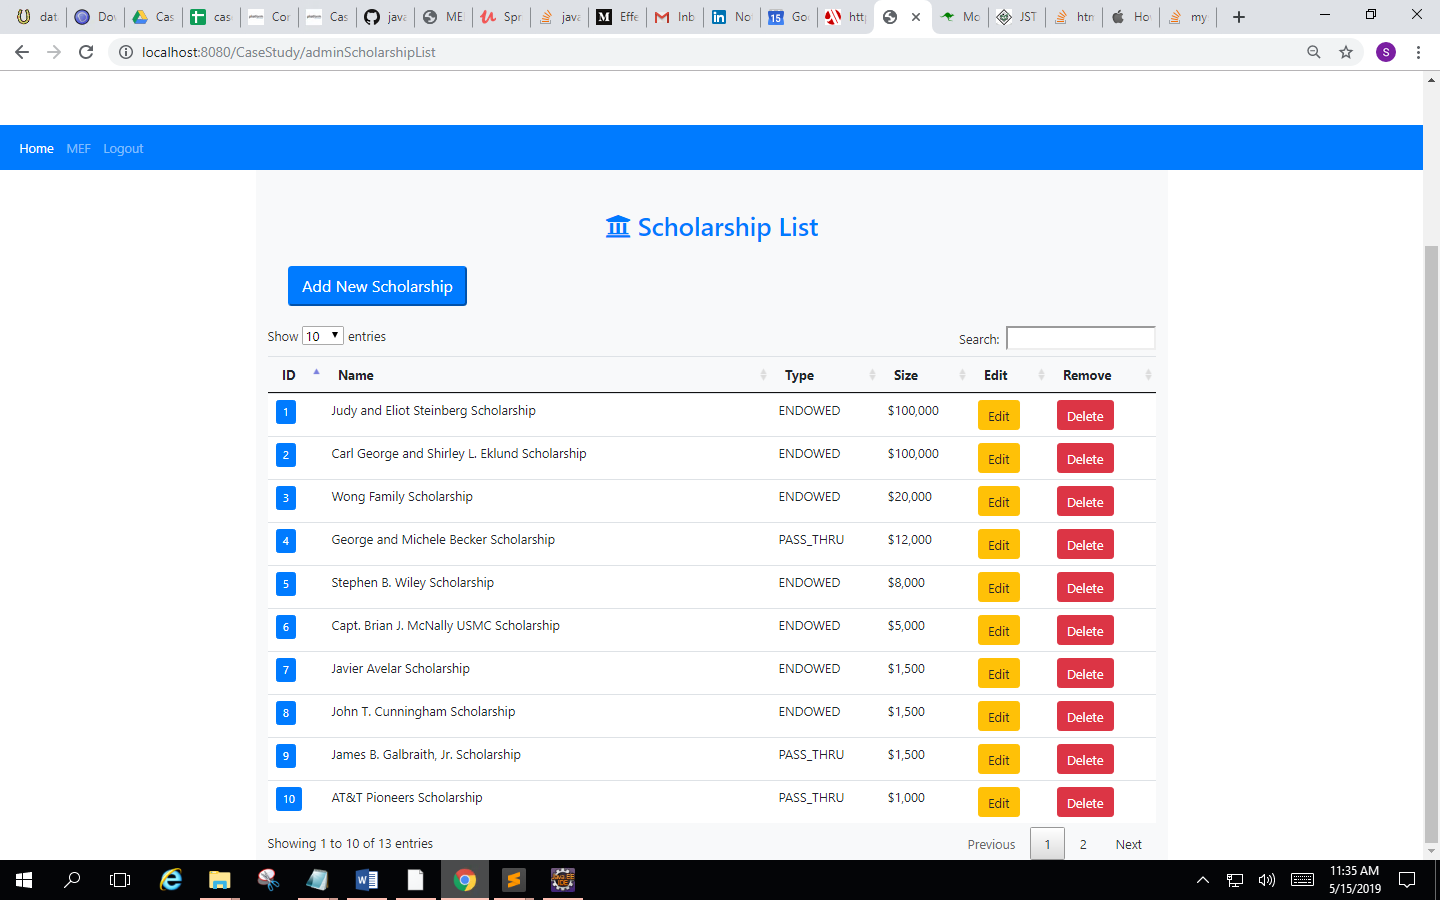 dat Dov Cas case Cor Cas java ME Spr java Effe Inb No Goo http Mo JST htm Ho my
localhost:8080/CaseStudy/adminScholarshipList S
Home MEF Logout
Scholarship List
Add New Scholarship
Show 10 entries Search:
ID Name Type Size Edit Remove
1 Judy and Eliot Steinberg Scholarship ENDOWED $100,000 Edit Delete
2 Carl George and Shirley L. Eklund Scholarship ENDOWED $100,000 Edit Delete
3 Wong Family Scholarship ENDOWED $20,000 Edit Delete
4 George and Michele Becker Scholarship PASS_THRU $12,000 Edit Delete
5 Stephen B. Wiley Scholarship ENDOWED $8,000 Edit Delete
6 Capt. Brian J. McNally USMC Scholarship ENDOWED $5,000 Edit Delete
7 Javier Avelar Scholarship ENDOWED $1,500 Edit Delete
8 John T. Cunningham Scholarship ENDOWED $1,500 Edit Delete
9 James B. Galbraith, Jr. Scholarship PASS_THRU $1,500 Edit Delete
10 AT&T Pioneers Scholarship PASS_THRU $1,000 Edit Delete
Showing 1 to 10 of 13 entries Previous 1 2 Next
11:35 AM
5/15/2019